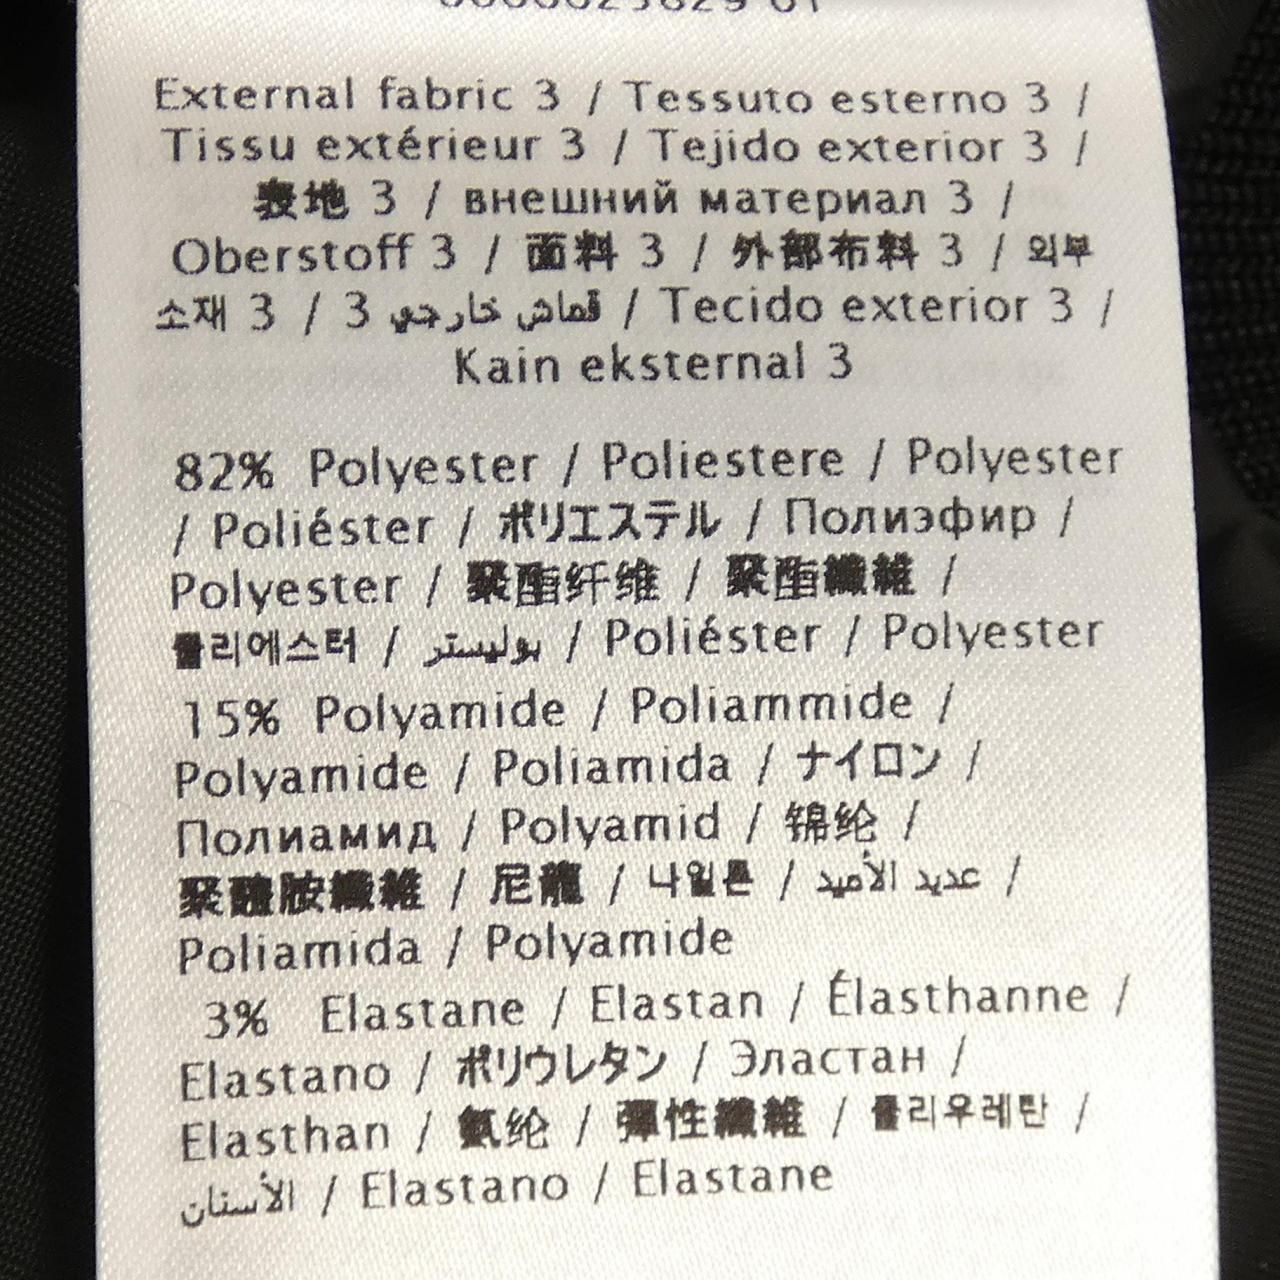 External fabric 3 / Tessuto esterno 3 /
Tissu extérieur 3 / Tejido exterior 3 /
表地 3 / внешний материал 3 /
Oberstoff 3 / 面料 3 / 外部布料 3 / 외부
소재 3 / 3 قماش خارجي / Tecido exterior 3 /
Kain eksternal 3
82% Polyester / Poliestere / Polyester
/ Poliéster / ポリエステル / Полиэфир /
Polyester / 聚酯纤维 / 聚酯纖維 /
폴리에스터 / بوليستر / Poliéster / Polyester
15% Polyamide / Poliammide /
Polyamide / Poliamida / ナイロン /
Полиамид / Polyamid / 锦纶 /
聚醯胺纖維 / 尼龍 / 나일론 / عديد الأميد /
Poliamida / Polyamide
3% Elastane / Elastan / Élasthanne /
Elastano / ポリウレタン / Эластан /
Elasthan / 氨纶 / 彈性纖維 / 폴리우레탄 /
الأستان / Elastano / Elastane